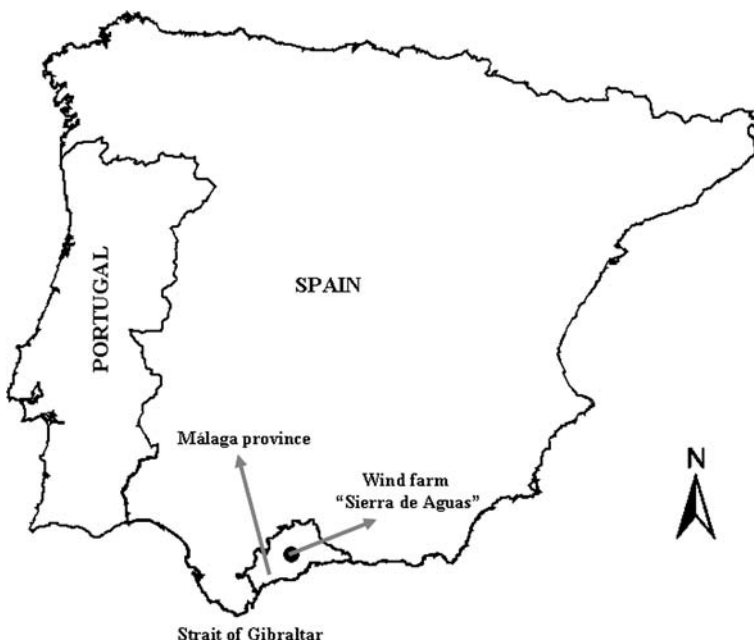 SPAIN
PORTUGAL
Málaga province
Wind farm
“Sierra de Aguas”
N
Strait of Gibraltar